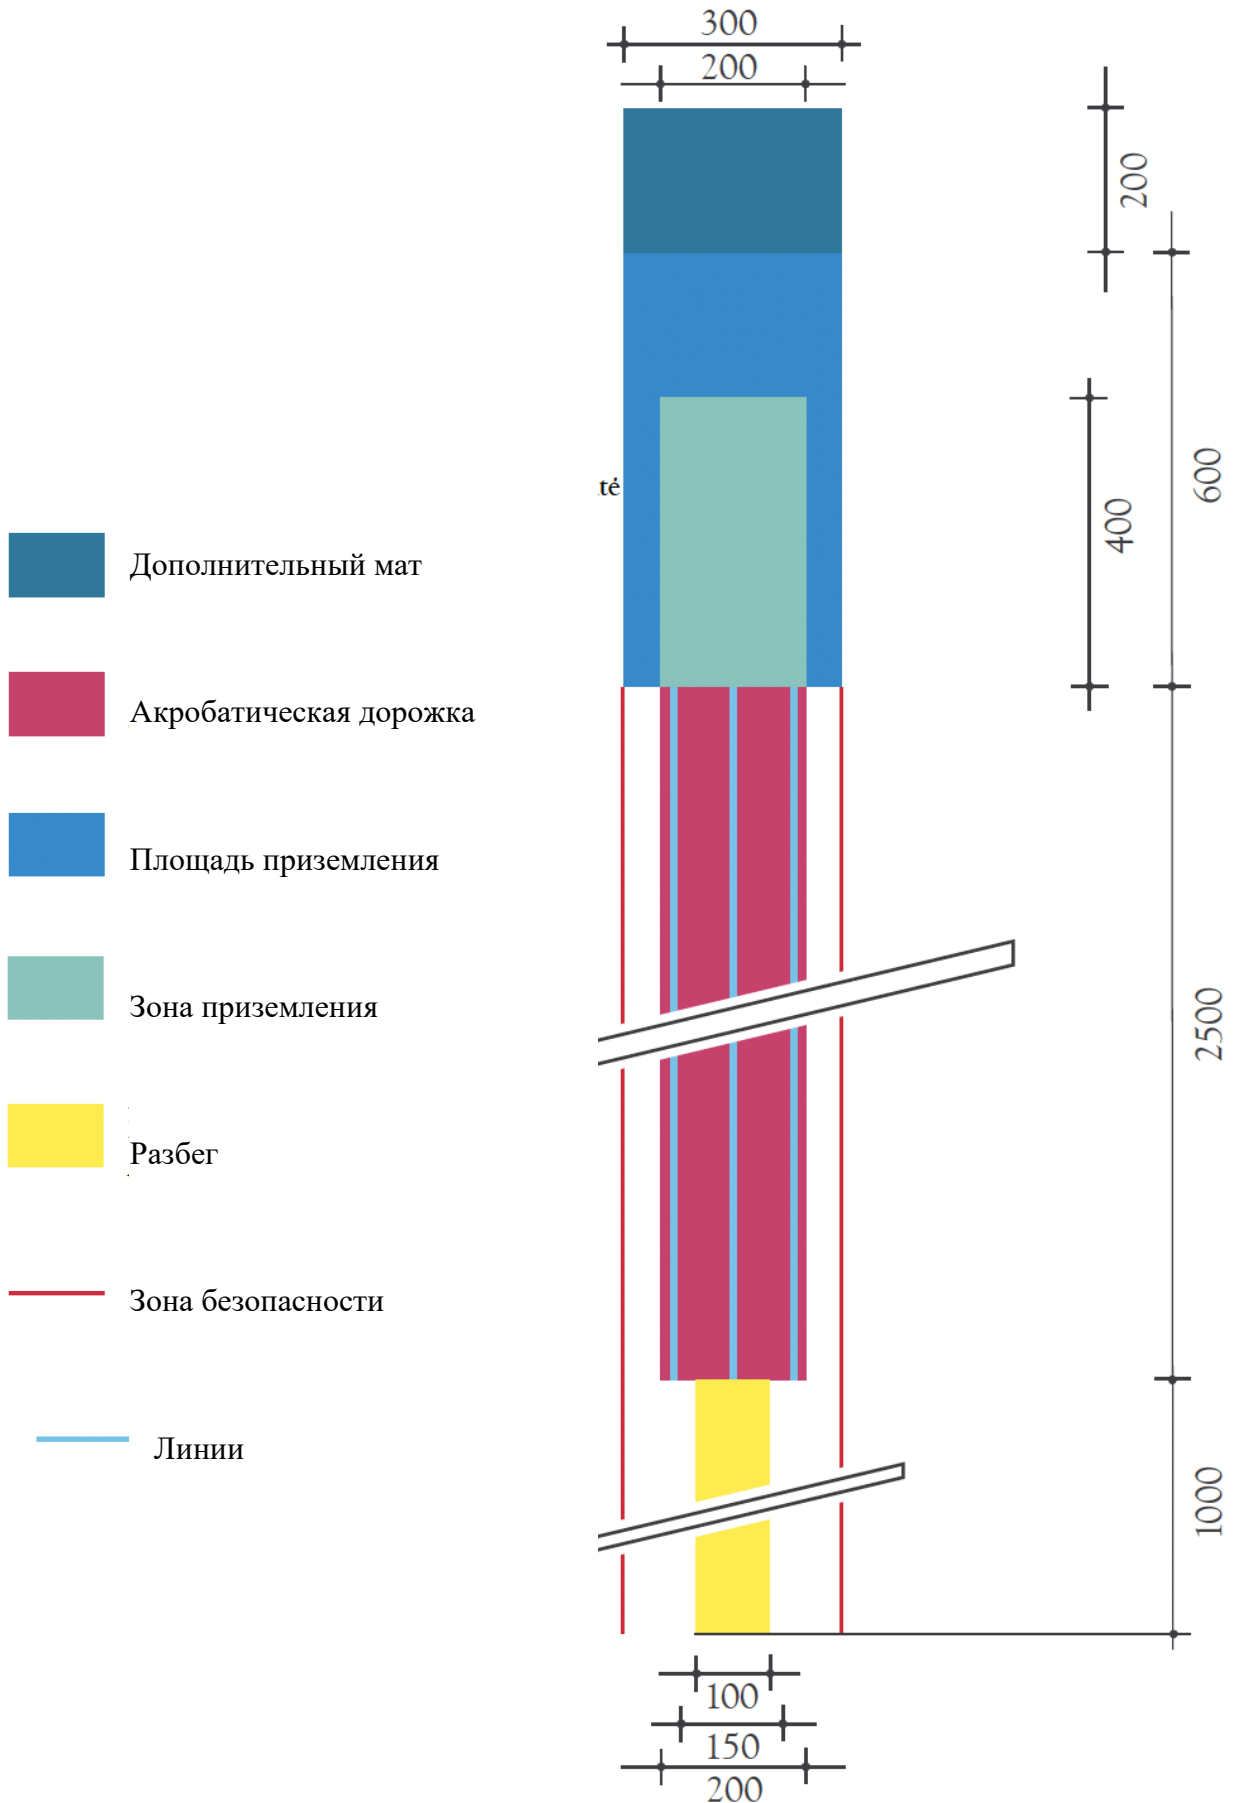 300
200
200
600
400
té
Дополнительный мат
Акробатическая дорожка
Площадь приземления
Зона приземления
2500
Разбег
Зона безопасности
Линии
1000
100
150
200